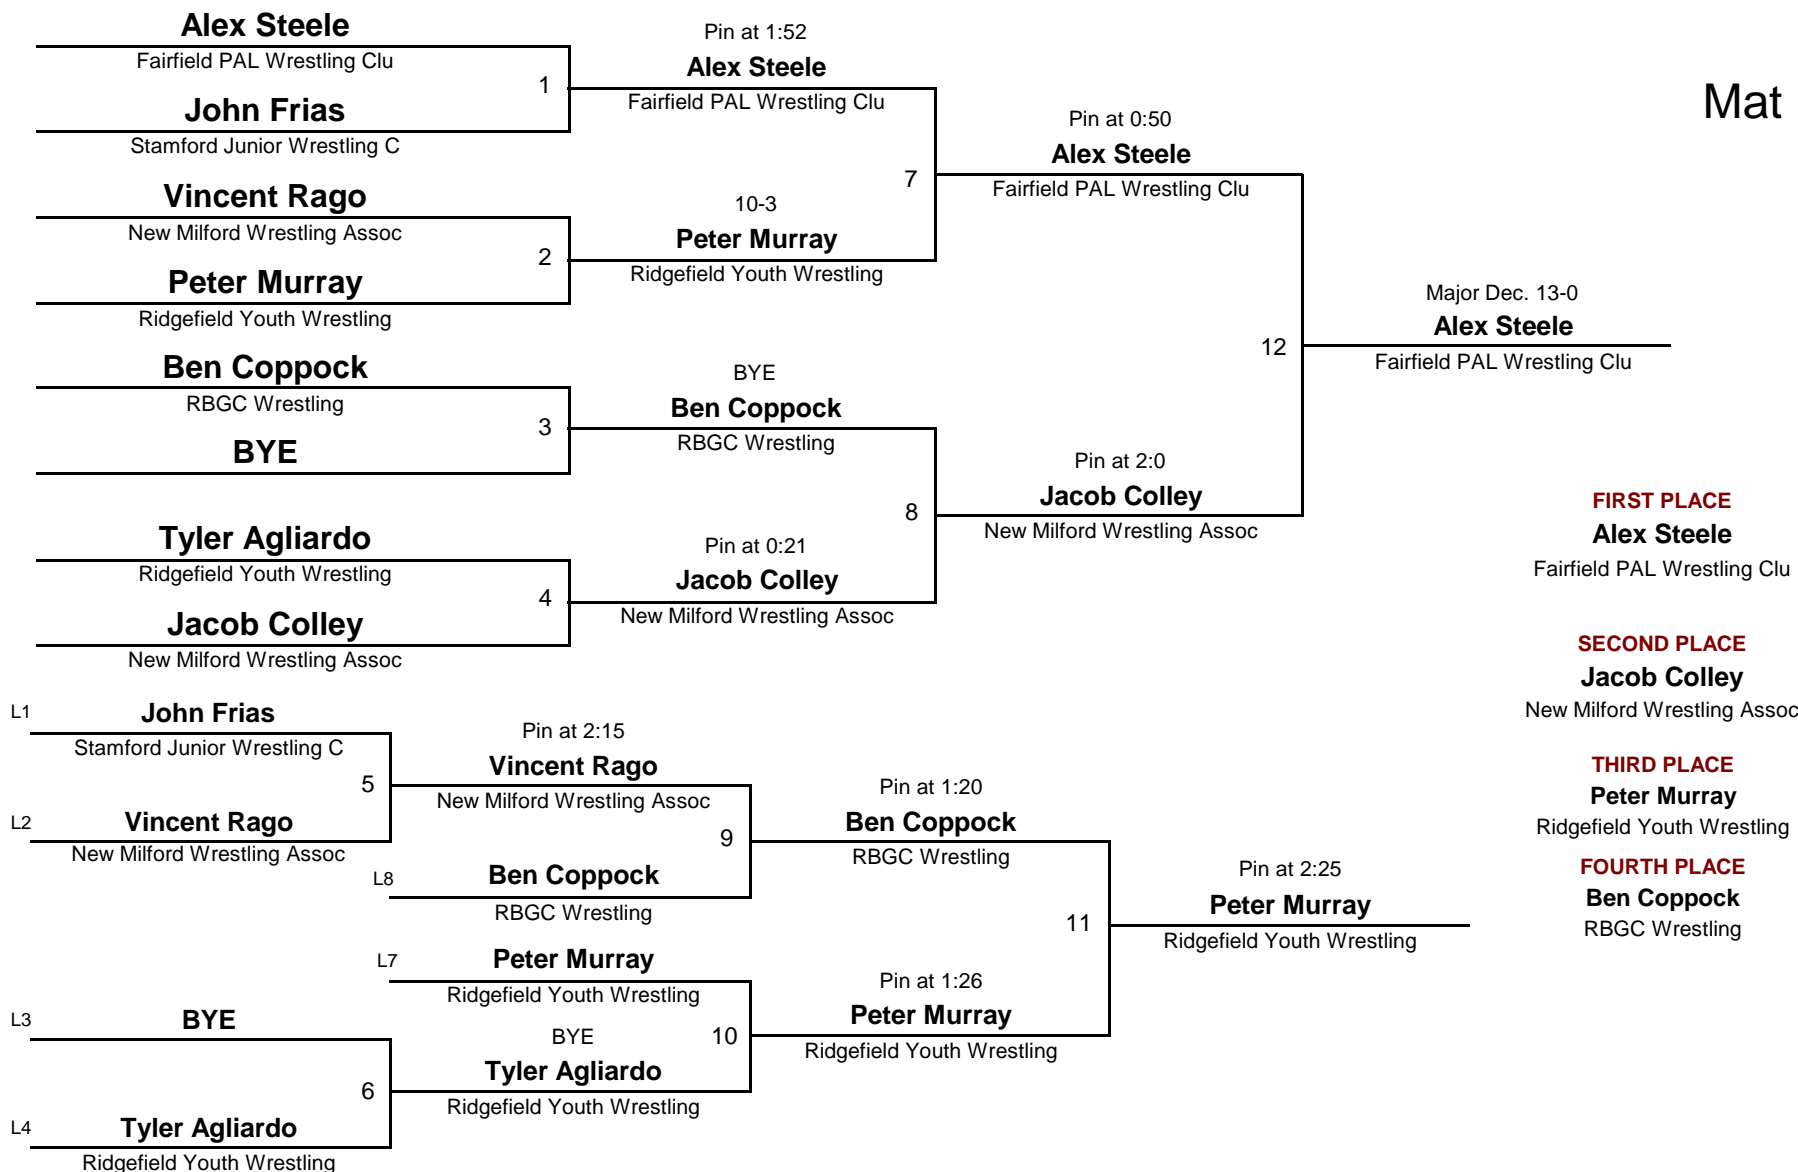 Alex Steele
Fairfield PAL Wrestling Clu
1
John Frias
Stamford Junior Wrestling C
Vincent Rago
New Milford Wrestling Assoc
2
Peter Murray
Ridgefield Youth Wrestling
Ben Coppock
RBGC Wrestling
3
BYE
Tyler Agliardo
Ridgefield Youth Wrestling
4
Jacob Colley
New Milford Wrestling Assoc
Pin at 1:52
Alex Steele
Fairfield PAL Wrestling Clu
7
10-3
Peter Murray
Ridgefield Youth Wrestling
BYE
Ben Coppock
RBGC Wrestling
8
Pin at 0:21
Jacob Colley
New Milford Wrestling Assoc
Pin at 0:50
Alex Steele
Fairfield PAL Wrestling Clu
12
Pin at 2:0
Jacob Colley
New Milford Wrestling Assoc
Major Dec. 13-0
Alex Steele
Fairfield PAL Wrestling Clu
Mat
FIRST PLACE
Alex Steele
Fairfield PAL Wrestling Clu
SECOND PLACE
Jacob Colley
New Milford Wrestling Assoc
THIRD PLACE
Peter Murray
Ridgefield Youth Wrestling
FOURTH PLACE
Ben Coppock
RBGC Wrestling
L1
John Frias
Stamford Junior Wrestling C
5
L2
Vincent Rago
New Milford Wrestling Assoc
L3
BYE
6
L4
Tyler Agliardo
Ridgefield Youth Wrestling
Pin at 2:15
Vincent Rago
New Milford Wrestling Assoc
9
L8
Ben Coppock
RBGC Wrestling
L7
Peter Murray
Ridgefield Youth Wrestling
10
BYE
Tyler Agliardo
Ridgefield Youth Wrestling
Pin at 1:20
Ben Coppock
RBGC Wrestling
11
Pin at 1:26
Peter Murray
Ridgefield Youth Wrestling
Pin at 2:25
Peter Murray
Ridgefield Youth Wrestling